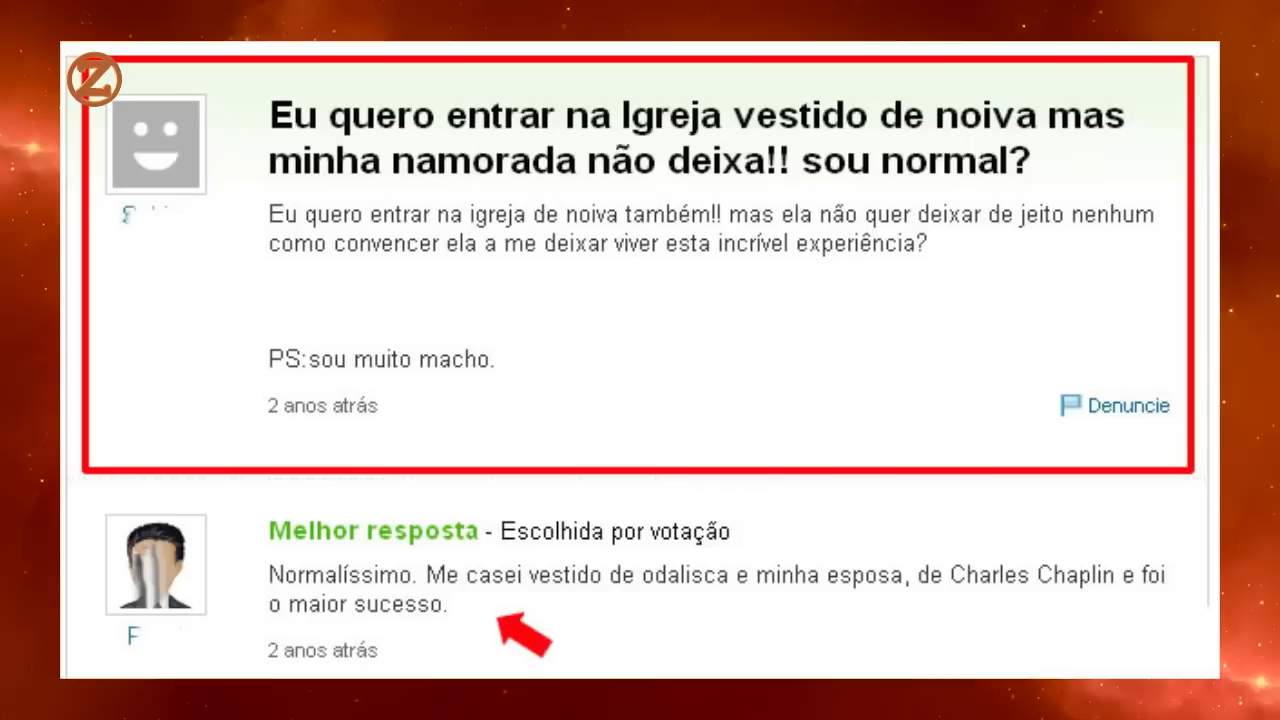 Z
Eu quero entrar na Igreja vestido de noiva mas
minha namorada não deixa!! sou normal?
Eu quero entrar na igreja de noiva também!! mas ela não quer deixar de jeito nenhum
como convencer ela a me deixar viver esta incrível experiência?
PS:sou muito macho.
2 anos atrás
Denuncie
Melhor resposta - Escolhida por votação
Normalíssimo. Me casei vestido de odalisca e minha esposa, de Charles Chaplin e foi
o maior sucesso.
F
2 anos atrás